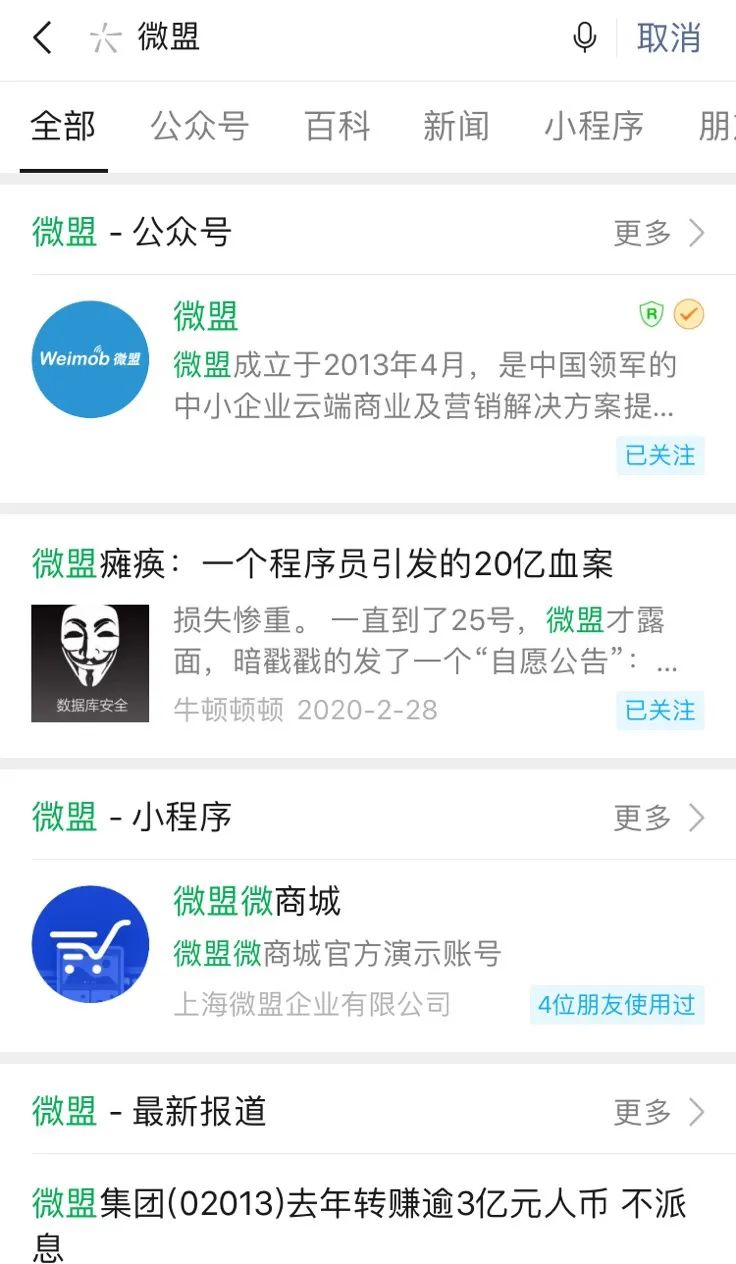 微盟
取消
全部 公众号 百科 新闻 小程序 朋
微盟 - 公众号 更多
微盟
R
Weimob 微盟
微盟成立于2013年4月，是中国领军的
中小企业云端商业及营销解决方案提...
已关注
微盟瘫痪：一个程序员引发的20亿血案
损失惨重。一直到了25号，微盟才露
面，暗戳戳的发了一个“自愿公告”：...
数据库安全
牛顿顿顿 2020-2-28
已关注
微盟 - 小程序 更多
微盟微商城
微盟微商城官方演示账号
上海微盟企业有限公司
4位朋友使用过
微盟 - 最新报道 更多
微盟集团(02013)去年转赚逾3亿元人币 不派
息